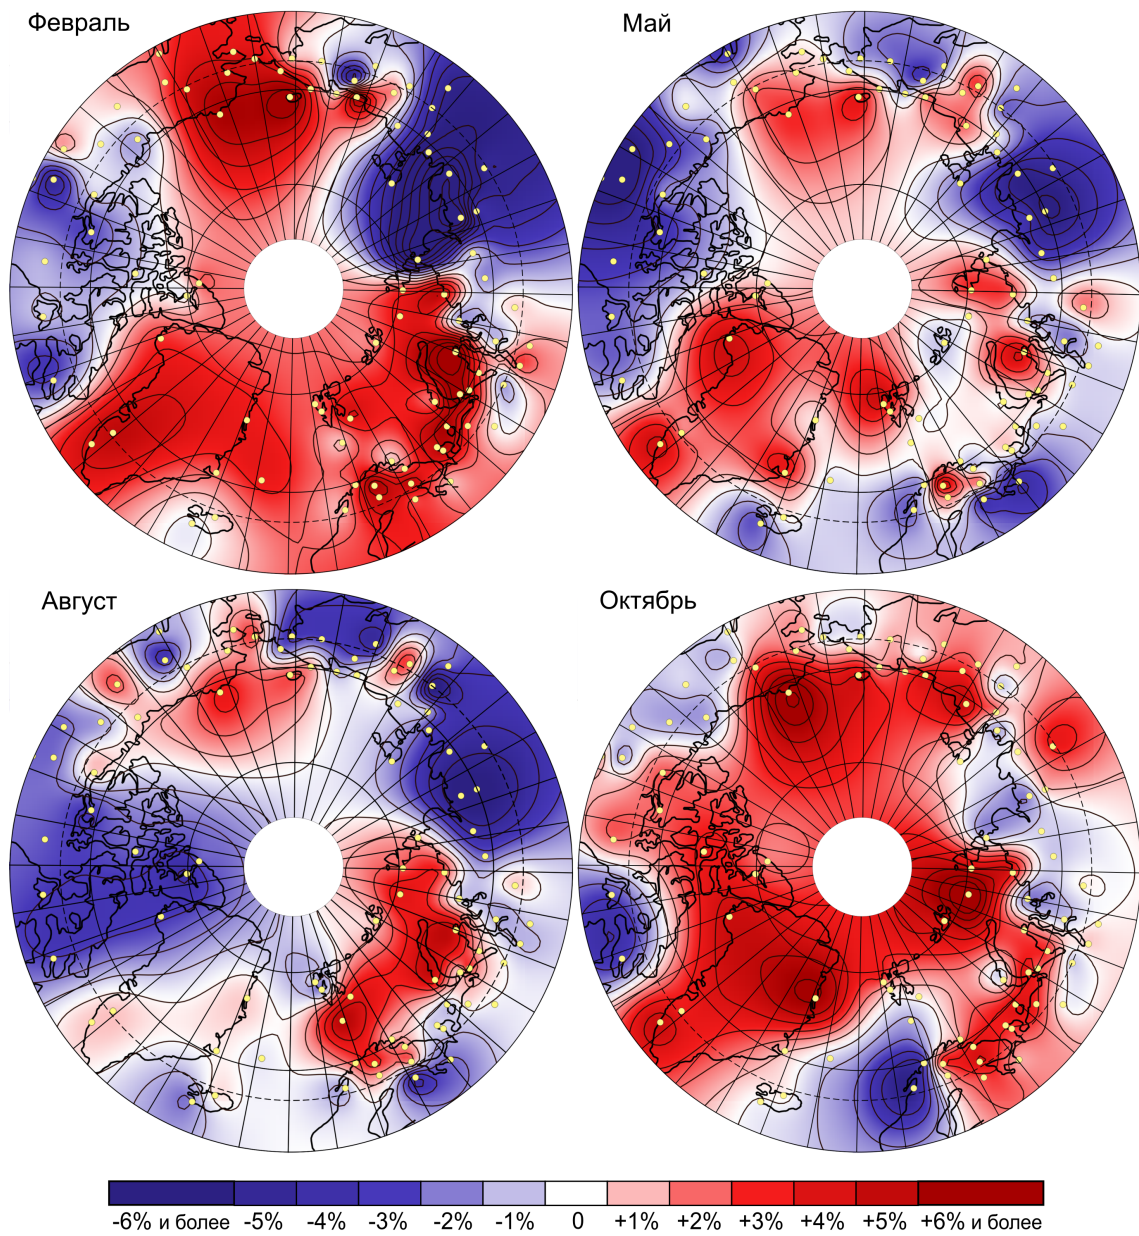 Февраль
Май
Август
Октябрь
-6% и более -5% -4% -3% -2% -1% 0 +1% +2% +3% +4% +5% +6% и более